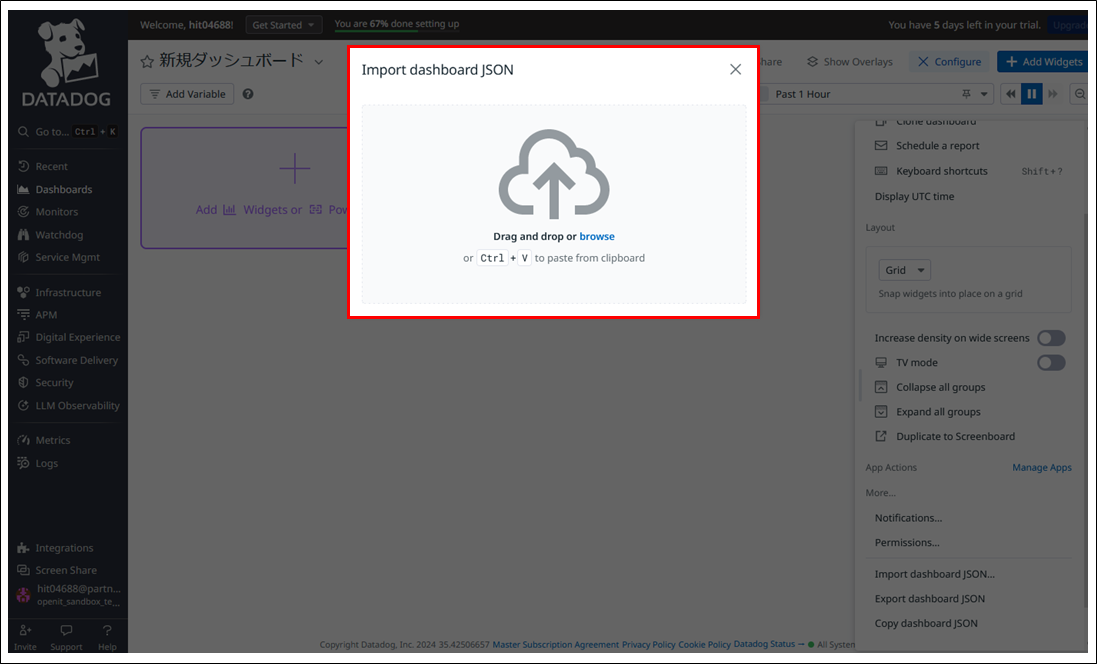 DATADOG
Welcome, hit04688!
Get Started
You are 67% done setting up
You have 5 days left in your trial.
新規ダッシュボード
Share
Show Overlays
Configure
Add Widgets
Add Variable
Past 1 Hour
Import dashboard JSON
Drag and drop or browse
or Ctrl + V to paste from clipboard
Add Widgets or
Go to... Ctrl + K
Recent
Dashboards
Monitors
Watchdog
Service Mgmt
Infrastructure
APM
Digital Experience
Software Delivery
Security
LLM Observability
Metrics
Logs
Integrations
Screen Share
hit04688@partn...
openit_sandbox_te...
Invite
Support
Help
Clone dashboard
Schedule a report
Keyboard shortcuts Shift+?
Display UTC time
Layout
Grid
Snap widgets into place on a grid
Increase density on wide screens
TV mode
Collapse all groups
Expand all groups
Duplicate to Screenboard
App Actions Manage Apps
More...
Notifications...
Permissions...
Import dashboard JSON...
Export dashboard JSON
Copy dashboard JSON
Copyright Datadog, Inc. 2024 35.42506657 Master Subscription Agreement Privacy Policy Cookie Policy Datadog Status → All System